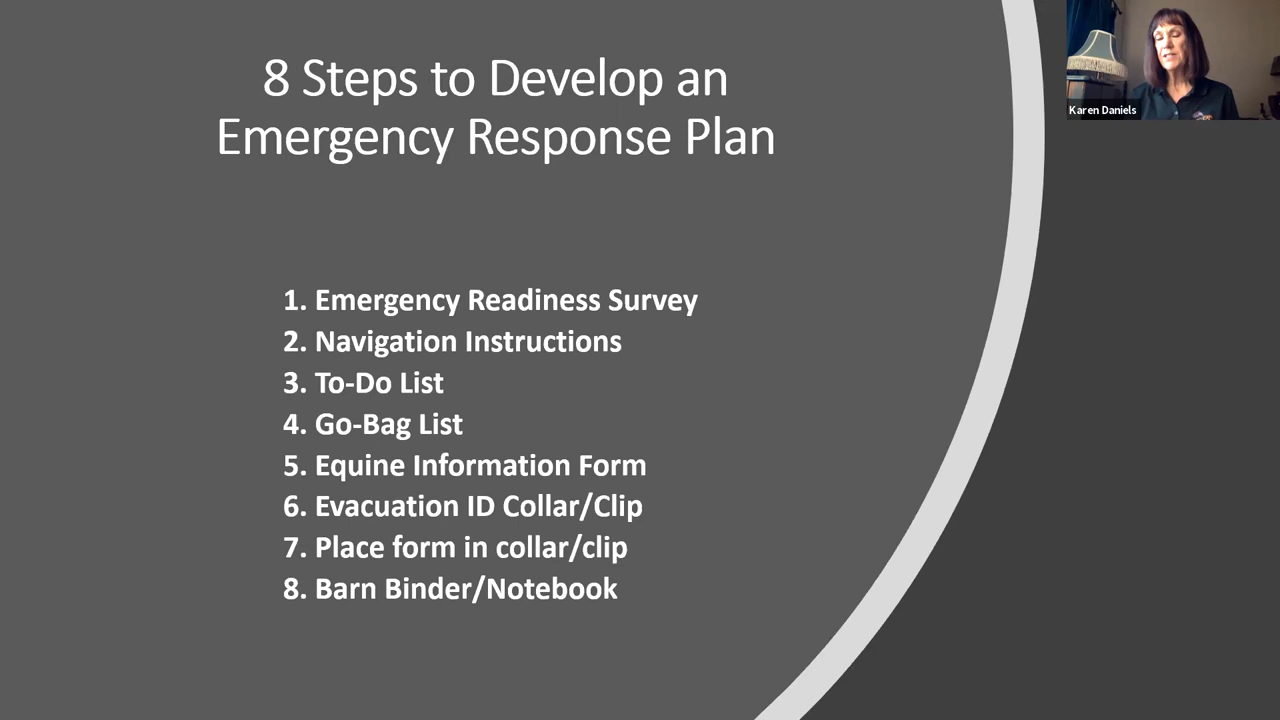 8 Steps to Develop an
Emergency Response Plan
1. Emergency Readiness Survey
2. Navigation Instructions
3. To-Do List
4. Go-Bag List
5. Equine Information Form
6. Evacuation ID Collar/Clip
7. Place form in collar/clip
8. Barn Binder/Notebook
Karen Daniels